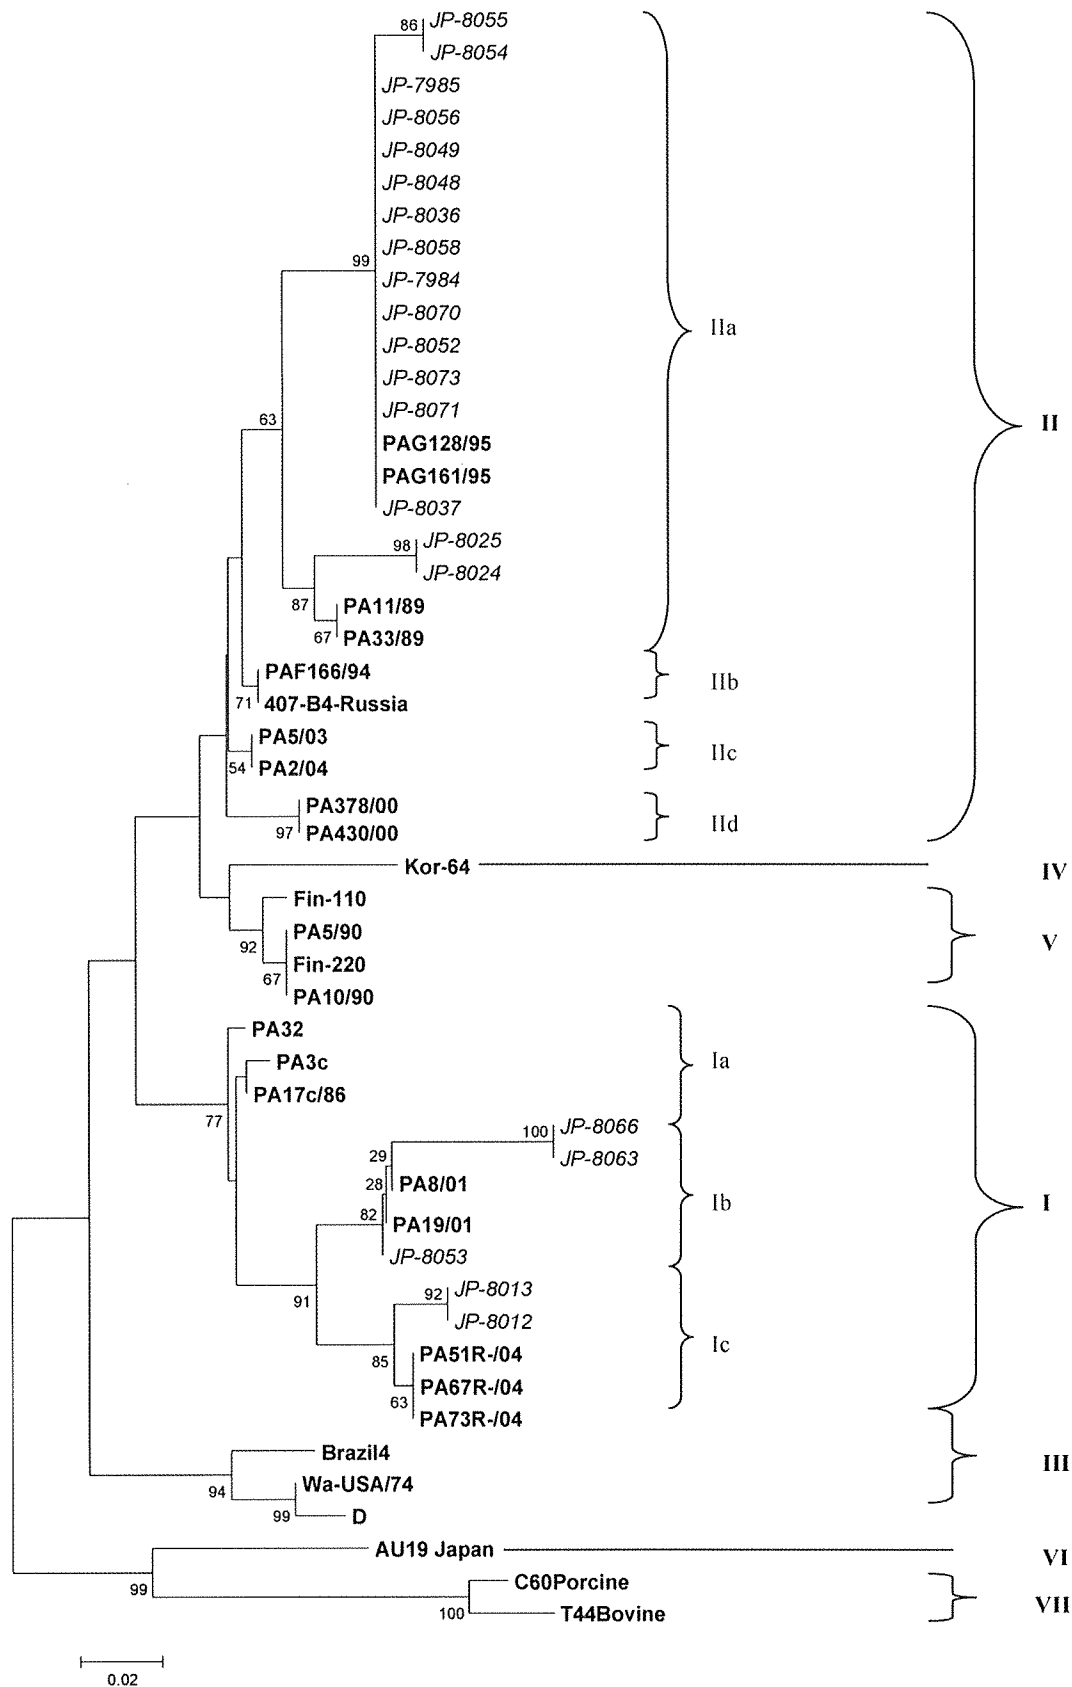 86 JP-8055
JP-8054
JP-7985
JP-8056
JP-8049
JP-8048
JP-8036
JP-8058
99
JP-7984
JP-8070
IIa
JP-8052
JP-8073
JP-8071
63
II
PAG128/95
PAG161/95
JP-8037
98 JP-8025
JP-8024
87 PA11/89
67 PA33/89
PAF166/94
IIb
71 407-B4-Russia
PA5/03
IIc
54 PA2/04
PA378/00
IId
97 PA430/00
Kor-64 IV
Fin-110
PA5/90
92 V
67 Fin-220
PA10/90
PA32
PA3c Ia
PA17c/86
77
100 JP-8066
29 JP-8063
28 PA8/01
Ib I
82 PA19/01
JP-8053
92 JP-8013
91
JP-8012
Ic
85 PA51R-/04
63 PA67R-/04
PA73R-/04
Brazil4
III
94 Wa-USA/74
99 D
AU19 Japan VI
99 C60Porcine
VII
100 T44Bovine
0.02